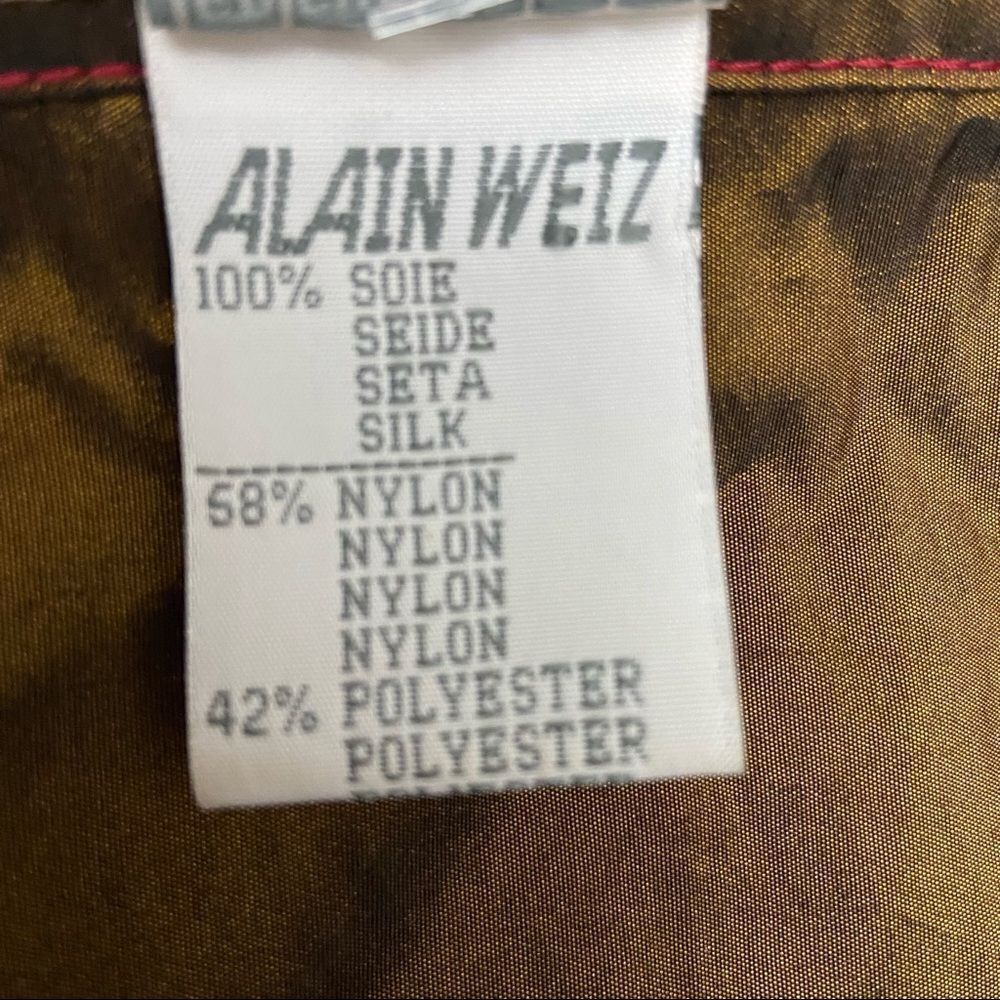 ALAIN WEIZ
100% SOIE
SEIDE
SETA
SILK
58% NYLON
NYLON
NYLON
NYLON
42% POLYESTER
POLYESTER